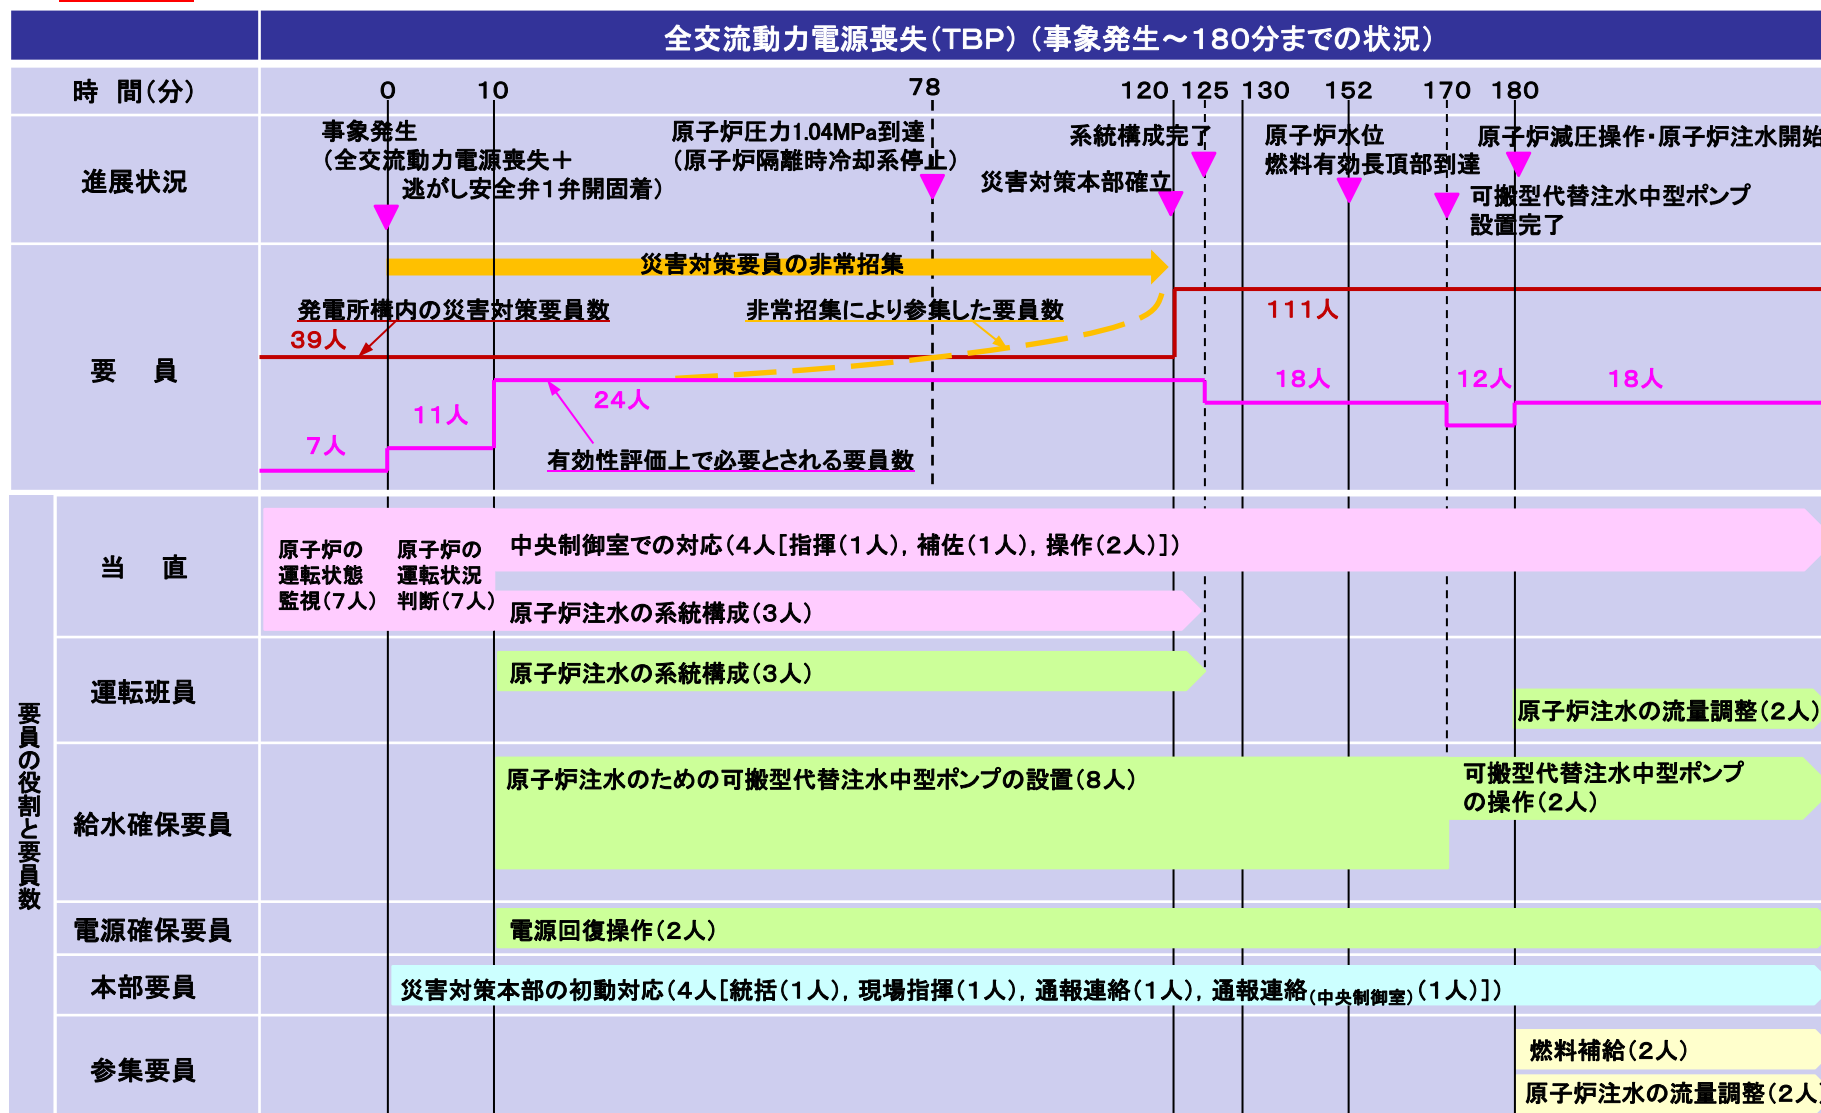 全交流動力電源喪失（TBP）（事象発生～180分までの状況）
時　間（分）
0
10
78
120
125
130
152
170
180
進展状況
事象発生
（全交流動力電源喪失＋
逃がし安全弁１弁開固着）
原子炉圧力1.04MPa到達
（原子炉隔離時冷却系停止）
災害対策本部確立
系統構成完了
原子炉水位
燃料有効長頂部到達
原子炉減圧操作・原子炉注水開始
可搬型代替注水中型ポンプ
設置完了
要　員
災害対策要員の非常招集
発電所構内の災害対策要員数
非常招集により参集した要員数
39人
111人
7人
11人
24人
18人
12人
18人
有効性評価上で必要とされる要員数
要員の役割と要員数
当　直
原子炉の
運転状態
監視（7人）
原子炉の
運転状況
判断（7人）
中央制御室での対応（４人［指揮（１人），補佐（１人），操作（２人）］）
原子炉注水の系統構成（３人）
運転班員
原子炉注水の系統構成（３人）
原子炉注水の流量調整（２人）
給水確保要員
原子炉注水のための可搬型代替注水中型ポンプの設置（８人）
可搬型代替注水中型ポンプ
の操作（２人）
電源確保要員
電源回復操作（２人）
本部要員
災害対策本部の初動対応（４人［統括（１人），現場指揮（１人），通報連絡（１人），通報連絡（中央制御室）（１人）］）
参集要員
燃料補給（２人）
原子炉注水の流量調整（２人）